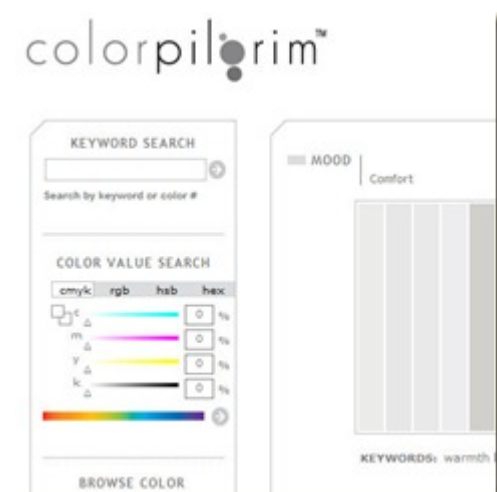 colorpilgrim™
KEYWORD SEARCH
Search by keyword or color #
COLOR VALUE SEARCH
cmyk rgb hsb hex
c 0 %
m 0 %
y 0 %
k 0 %
BROWSE COLOR
MOOD
Comfort
KEYWORDS: warmth